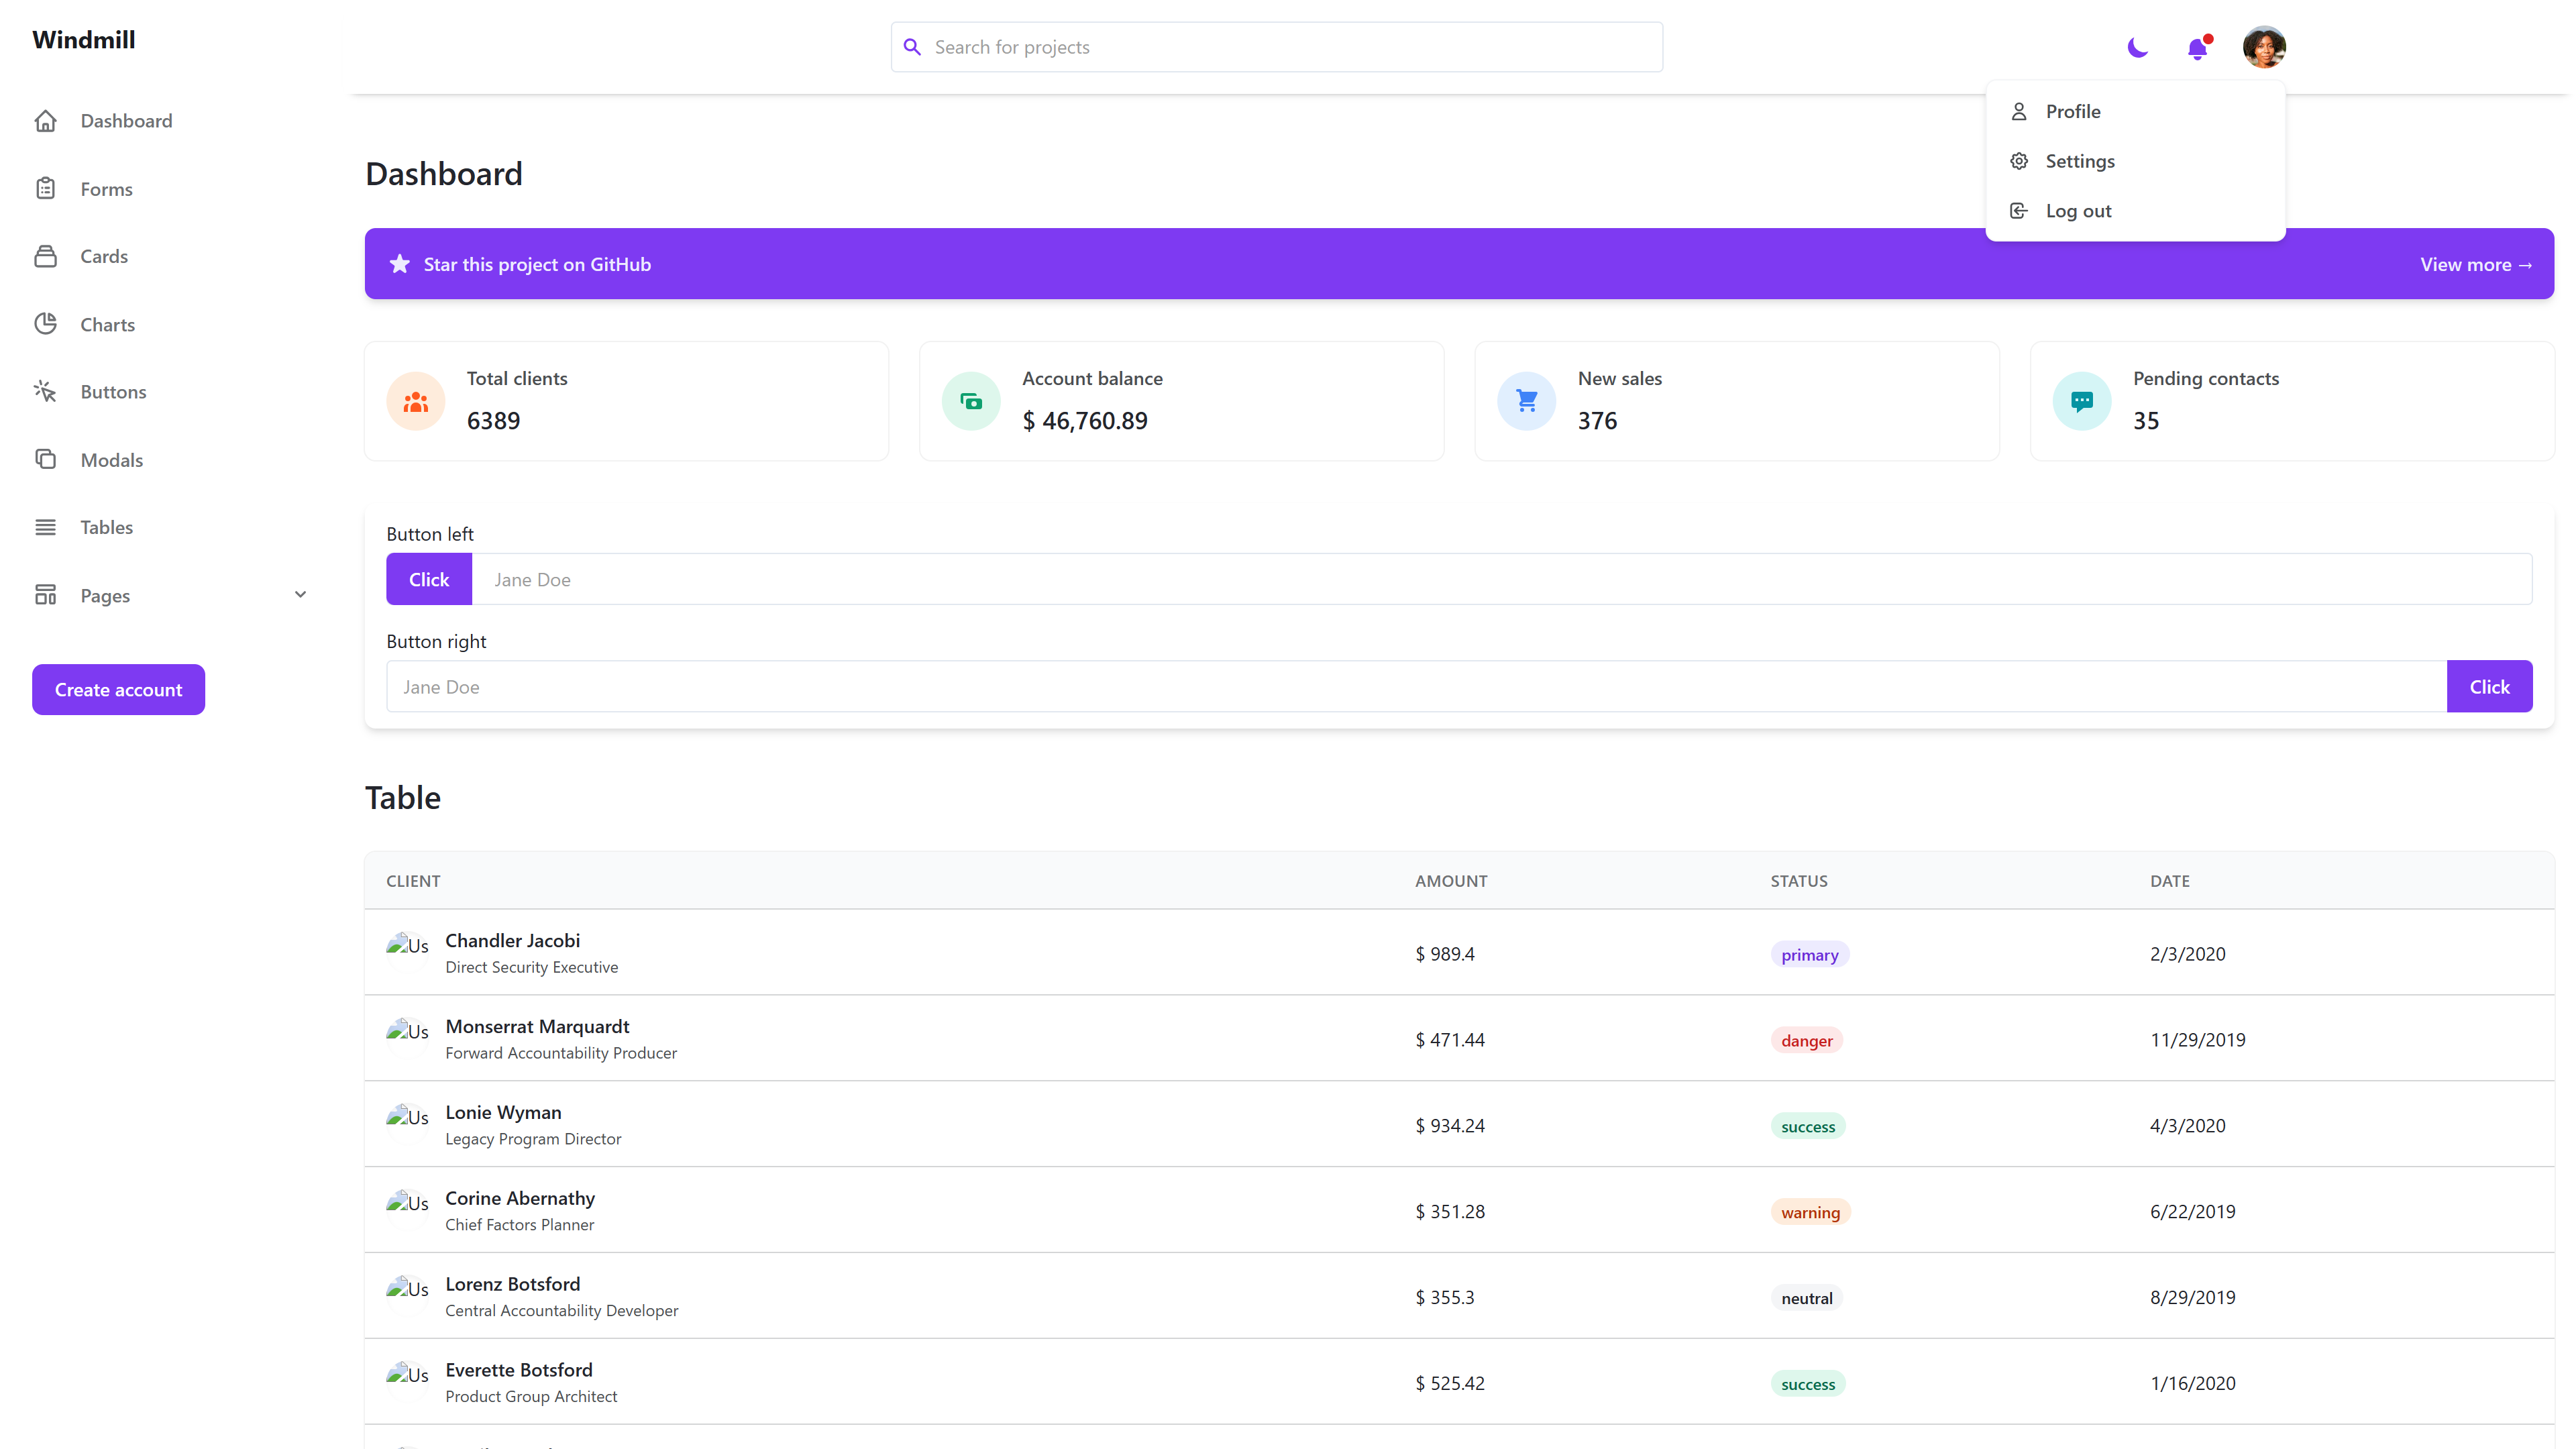 Windmill
Search for projects
Dashboard
Forms
Cards
Charts
Buttons
Modals
Tables
Pages
Create account
Profile
Settings
Log out
Dashboard
Star this project on GitHub
View more →
Total clients
6389
Account balance
$ 46,760.89
New sales
376
Pending contacts
35
Button left
Click
Jane Doe
Button right
Jane Doe
Click
Table
CLIENT AMOUNT STATUS DATE
Us
Chandler Jacobi
Direct Security Executive
$ 989.4
primary
2/3/2020
Us
Monserrat Marquardt
Forward Accountability Producer
$ 471.44
danger
11/29/2019
Us
Lonie Wyman
Legacy Program Director
$ 934.24
success
4/3/2020
Us
Corine Abernathy
Chief Factors Planner
$ 351.28
warning
6/22/2019
Us
Lorenz Botsford
Central Accountability Developer
$ 355.3
neutral
8/29/2019
Us
Everette Botsford
Product Group Architect
$ 525.42
success
1/16/2020